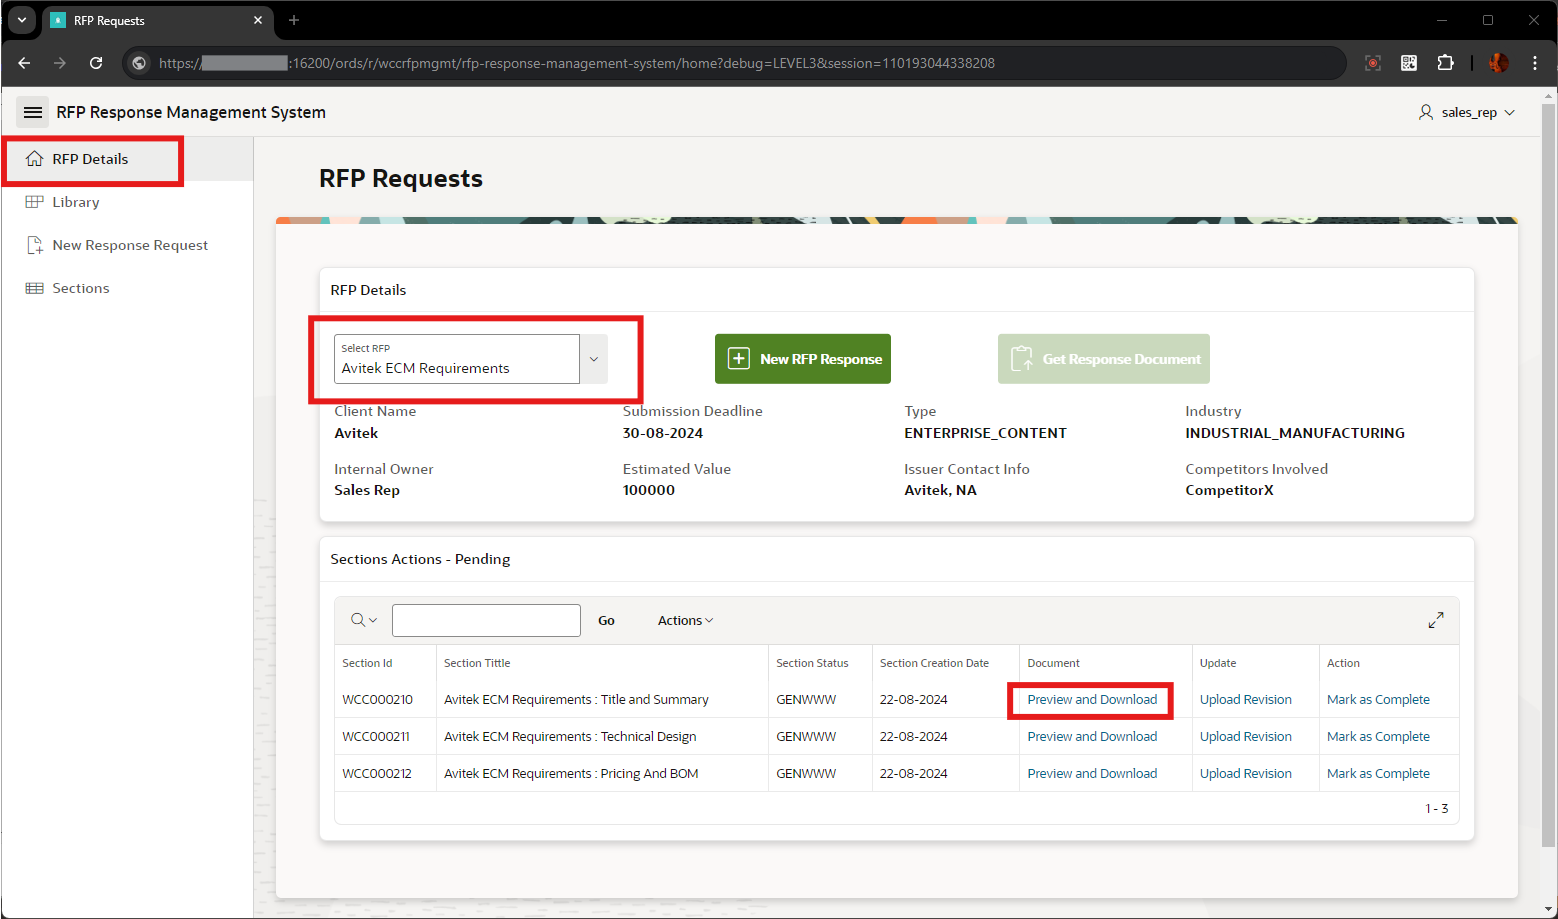 RFP Requests
https:// :16200/ords/r/wccrfpmgmt/rfp-response-management-system/home?debug=LEVEL3&session=110193044338208
RFP Response Management System
sales_rep
RFP Details
Library
New Response Request
Sections
RFP Requests
RFP Details
Select RFP
Avitek ECM Requirements
New RFP Response
Get Response Document
Client Name Submission Deadline Type Industry
Avitek 30-08-2024 ENTERPRISE_CONTENT INDUSTRIAL_MANUFACTURING
Internal Owner Estimated Value Issuer Contact Info Competitors Involved
Sales Rep 100000 Avitek, NA CompetitorX
Sections Actions - Pending
Go Actions
Section Id Section Tittle Section Status Section Creation Date Document Update Action
WCC000210 Avitek ECM Requirements : Title and Summary GENWWW 22-08-2024 Preview and Download Upload Revision Mark as Complete
WCC000211 Avitek ECM Requirements : Technical Design GENWWW 22-08-2024 Preview and Download Upload Revision Mark as Complete
WCC000212 Avitek ECM Requirements : Pricing And BOM GENWWW 22-08-2024 Preview and Download Upload Revision Mark as Complete
1 - 3